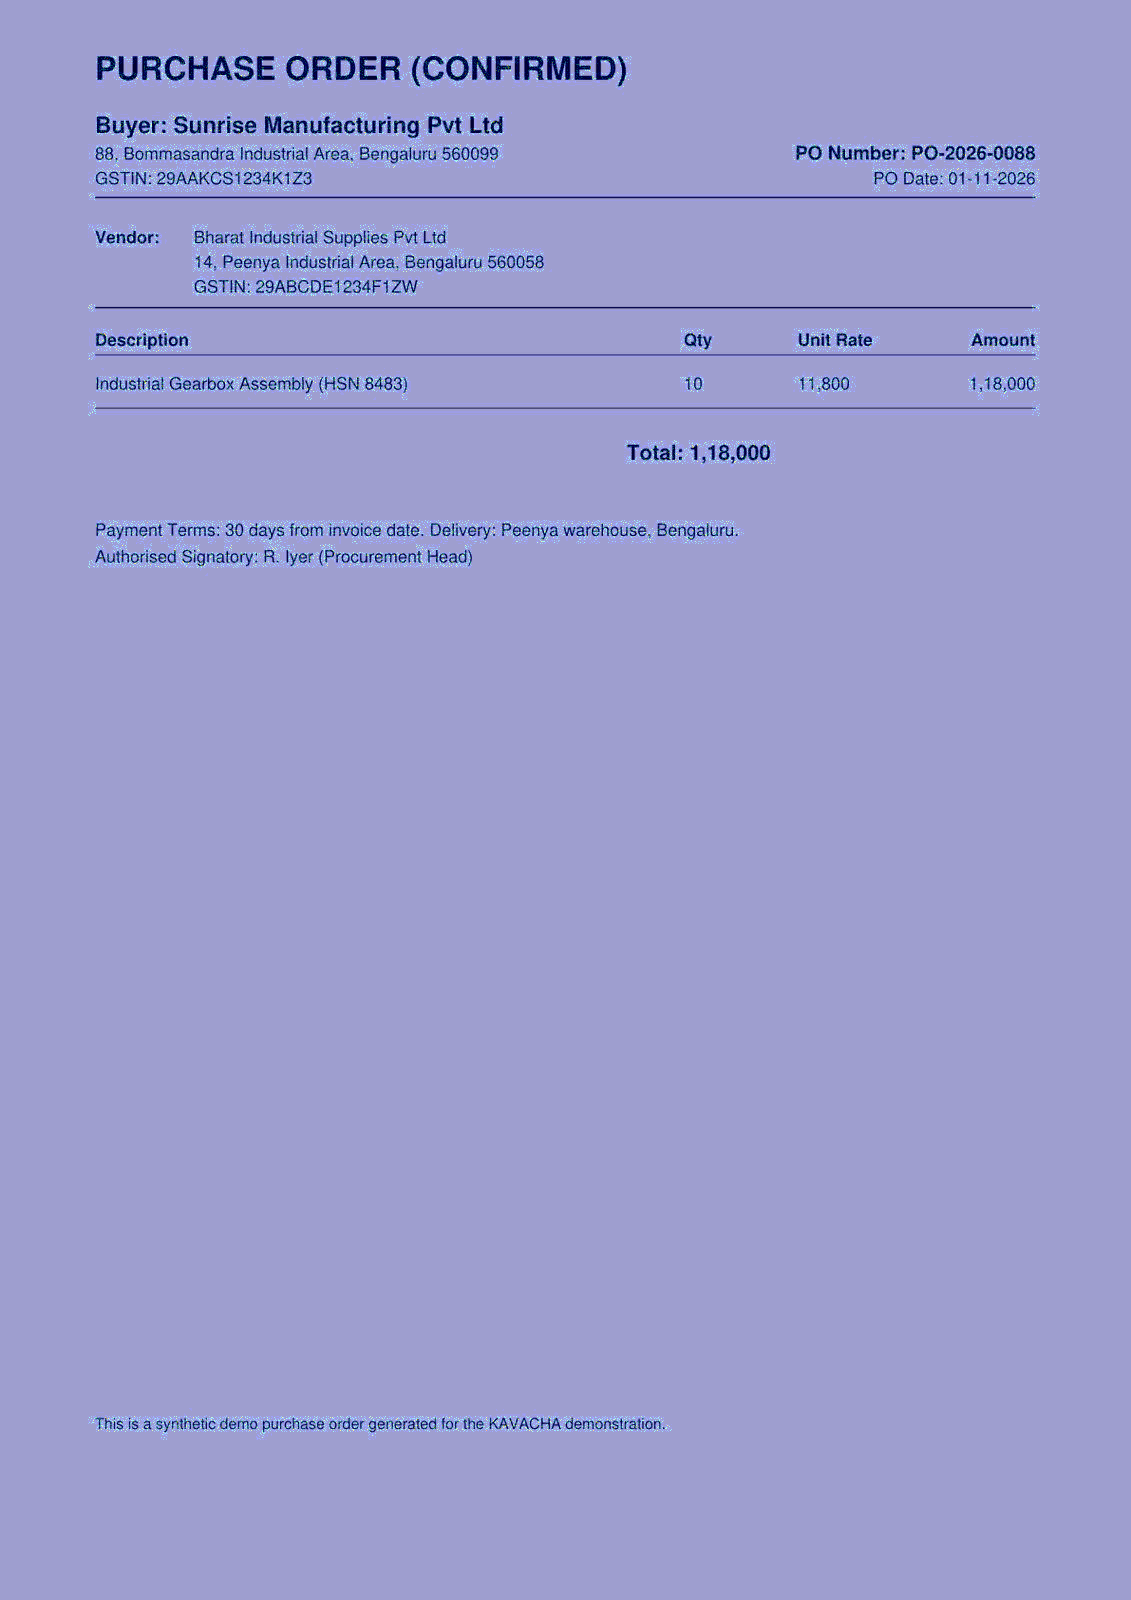 PURCHASE ORDER (CONFIRMED)
Buyer: Sunrise Manufacturing Pvt Ltd
88, Bommasandra Industrial Area, Bengaluru 560099
PO Number: PO-2026-0088
GSTIN: 29AAKCS1234K1Z3
PO Date: 01-11-2026
Vendor: Bharat Industrial Supplies Pvt Ltd
14, Peenya Industrial Area, Bengaluru 560058
GSTIN: 29ABCDE1234F1ZW
Description Qty Unit Rate Amount
Industrial Gearbox Assembly (HSN 8483) 10 11,800 1,18,000
Total: 1,18,000
Payment Terms: 30 days from invoice date. Delivery: Peenya warehouse, Bengaluru.
Authorised Signatory: R. Iyer (Procurement Head)
This is a synthetic demo purchase order generated for the KAVACHA demonstration.